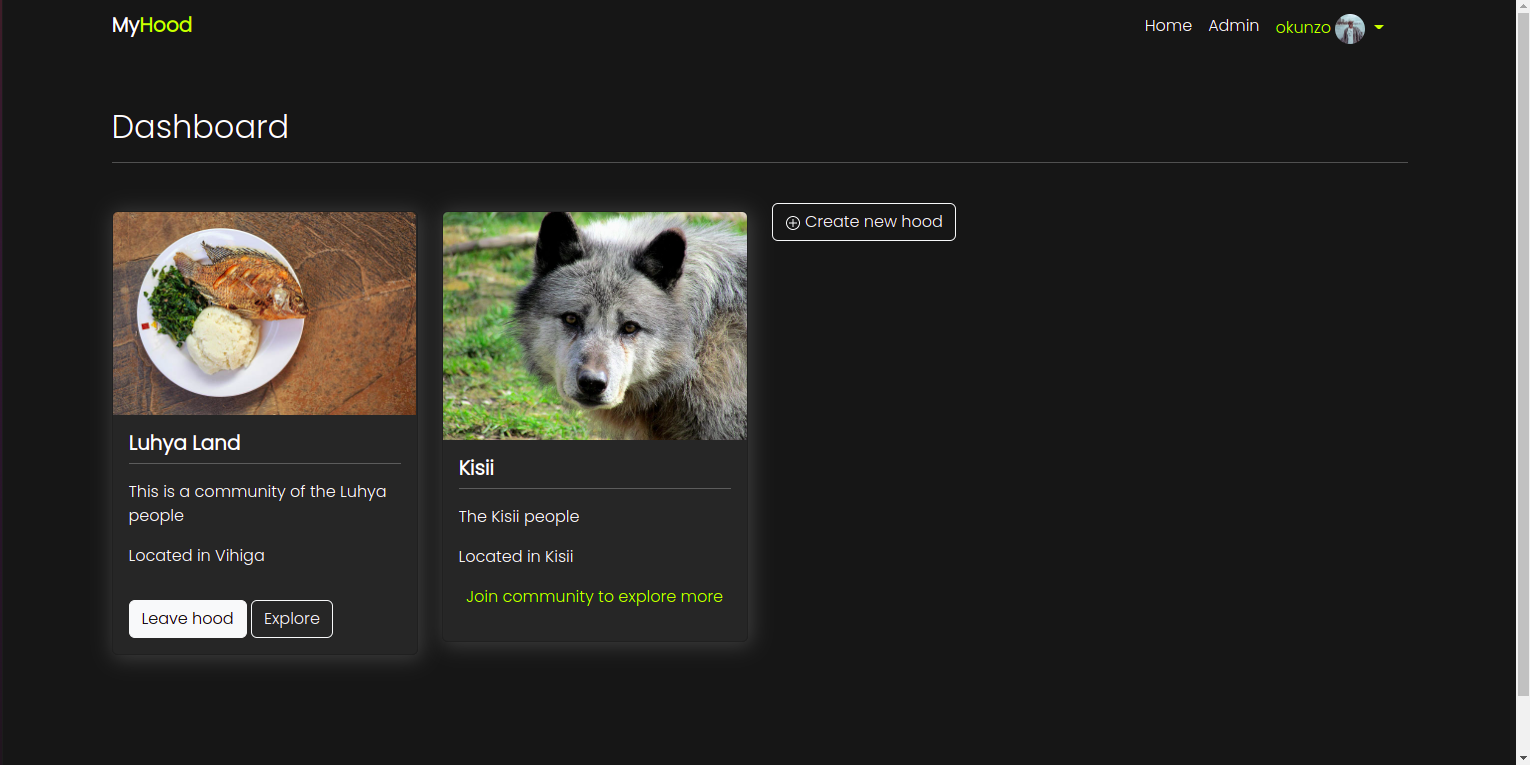 MyHood
Home Admin okunzo
Dashboard
Create new hood
Luhya Land
This is a community of the Luhya
people
Located in Vihiga
Leave hood Explore
Kisii
The Kisii people
Located in Kisii
Join community to explore more